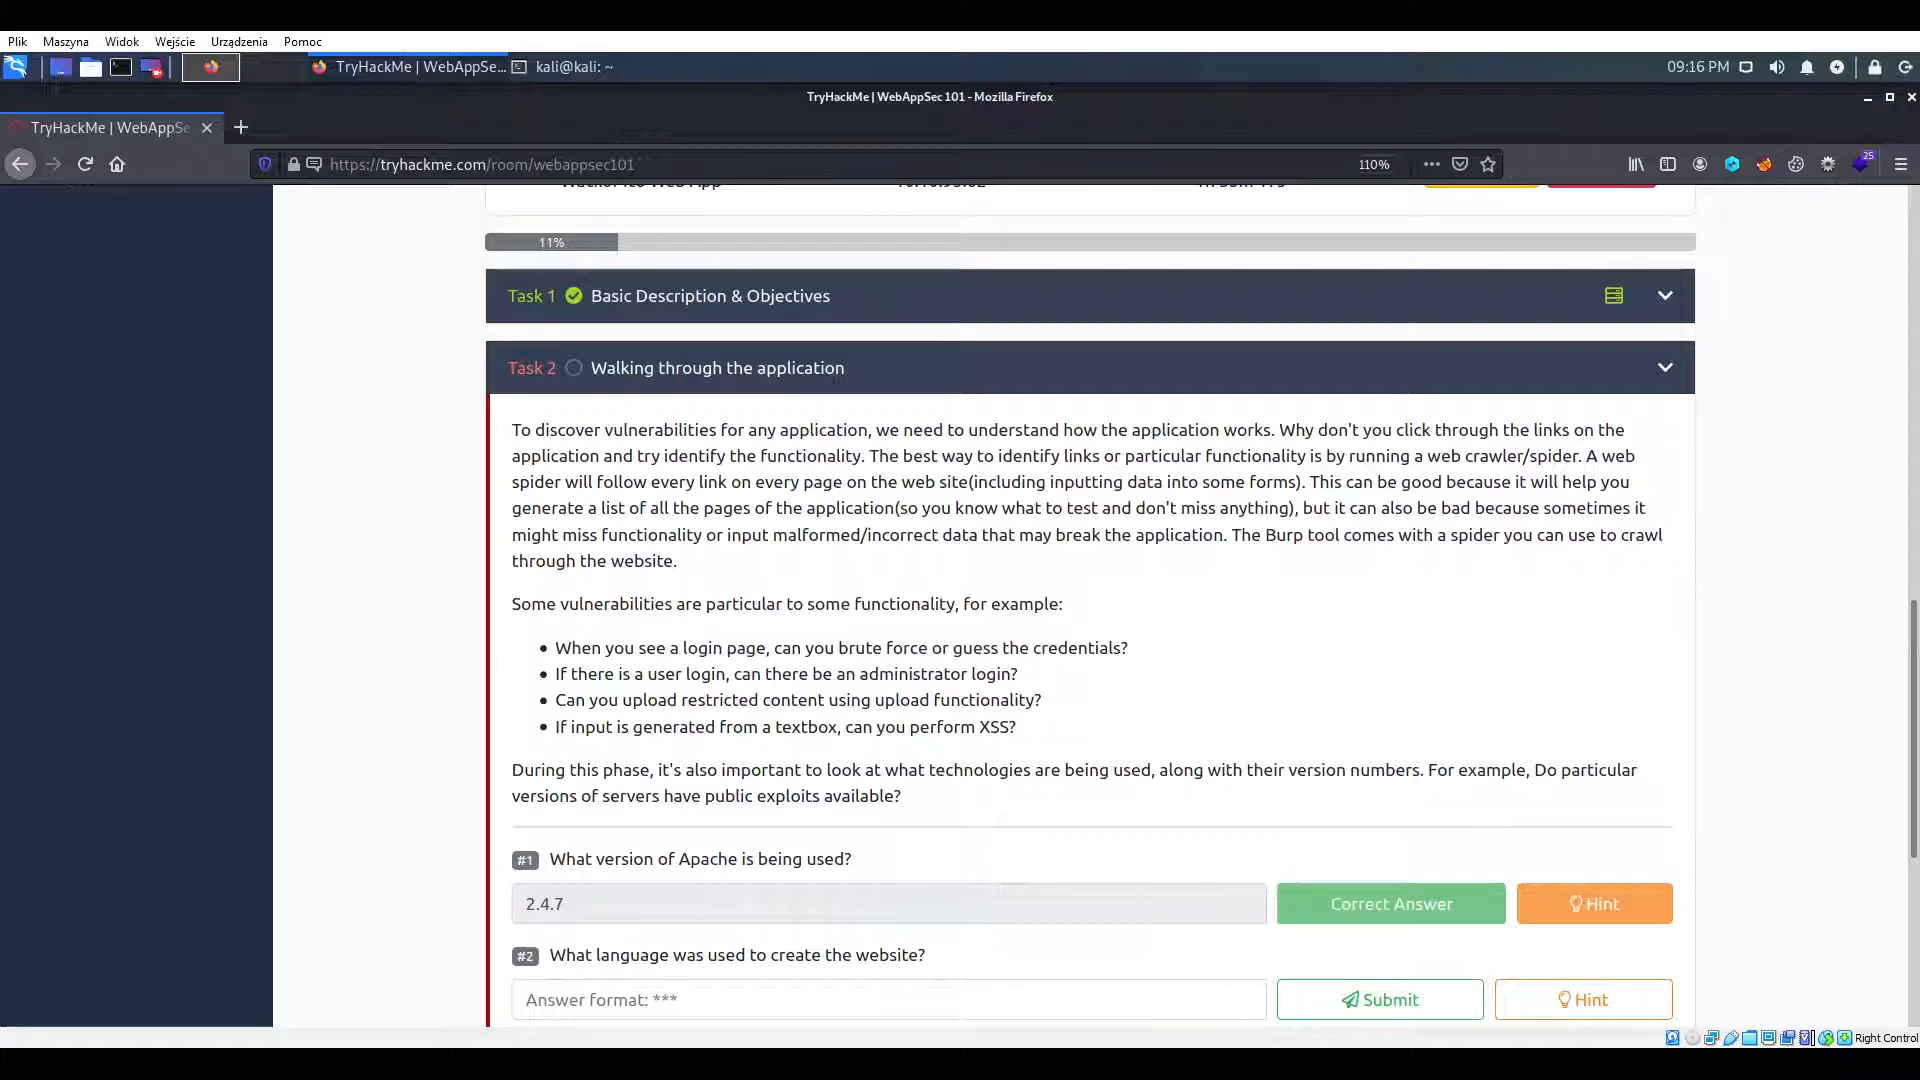 Plik Maszyna Widok Wejście Urządzenia Pomoc
TryHackMe | WebAppSe... kali@kali: ~ 09:16 PM
TryHackMe | WebAppSec 101 - Mozilla Firefox
TryHackMe | WebAppSe
https://tryhackme.com/room/webappsec101 110% 25
11%
Task 1 Basic Description & Objectives
Task 2 Walking through the application
To discover vulnerabilities for any application, we need to understand how the application works. Why don't you click through the links on the
application and try identify the functionality. The best way to identify links or particular functionality is by running a web crawler/spider. A web
spider will follow every link on every page on the web site(including inputting data into some forms). This can be good because it will help you
generate a list of all the pages of the application(so you know what to test and don't miss anything), but it can also be bad because sometimes it
might miss functionality or input malformed/incorrect data that may break the application. The Burp tool comes with a spider you can use to crawl
through the website.
Some vulnerabilities are particular to some functionality, for example:
• When you see a login page, can you brute force or guess the credentials?
• If there is a user login, can there be an administrator login?
• Can you upload restricted content using upload functionality?
• If input is generated from a textbox, can you perform XSS?
During this phase, it's also important to look at what technologies are being used, along with their version numbers. For example, Do particular
versions of servers have public exploits available?
#1 What version of Apache is being used?
2.4.7 Correct Answer Hint
#2 What language was used to create the website?
Answer format: *** Submit Hint
Right Control